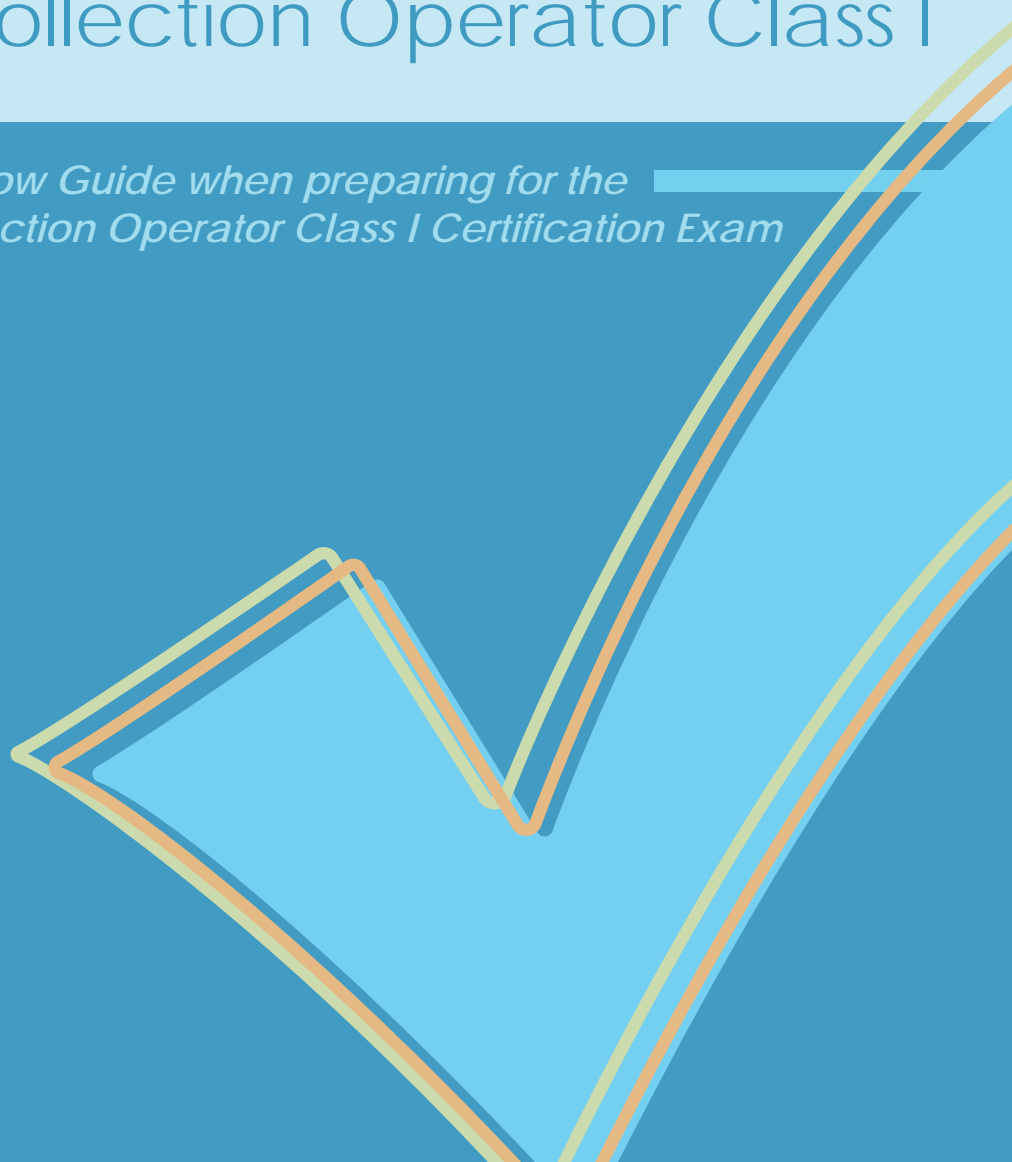 ollection Operator Class I
ow Guide when preparing for the
ction Operator Class I Certification Exam